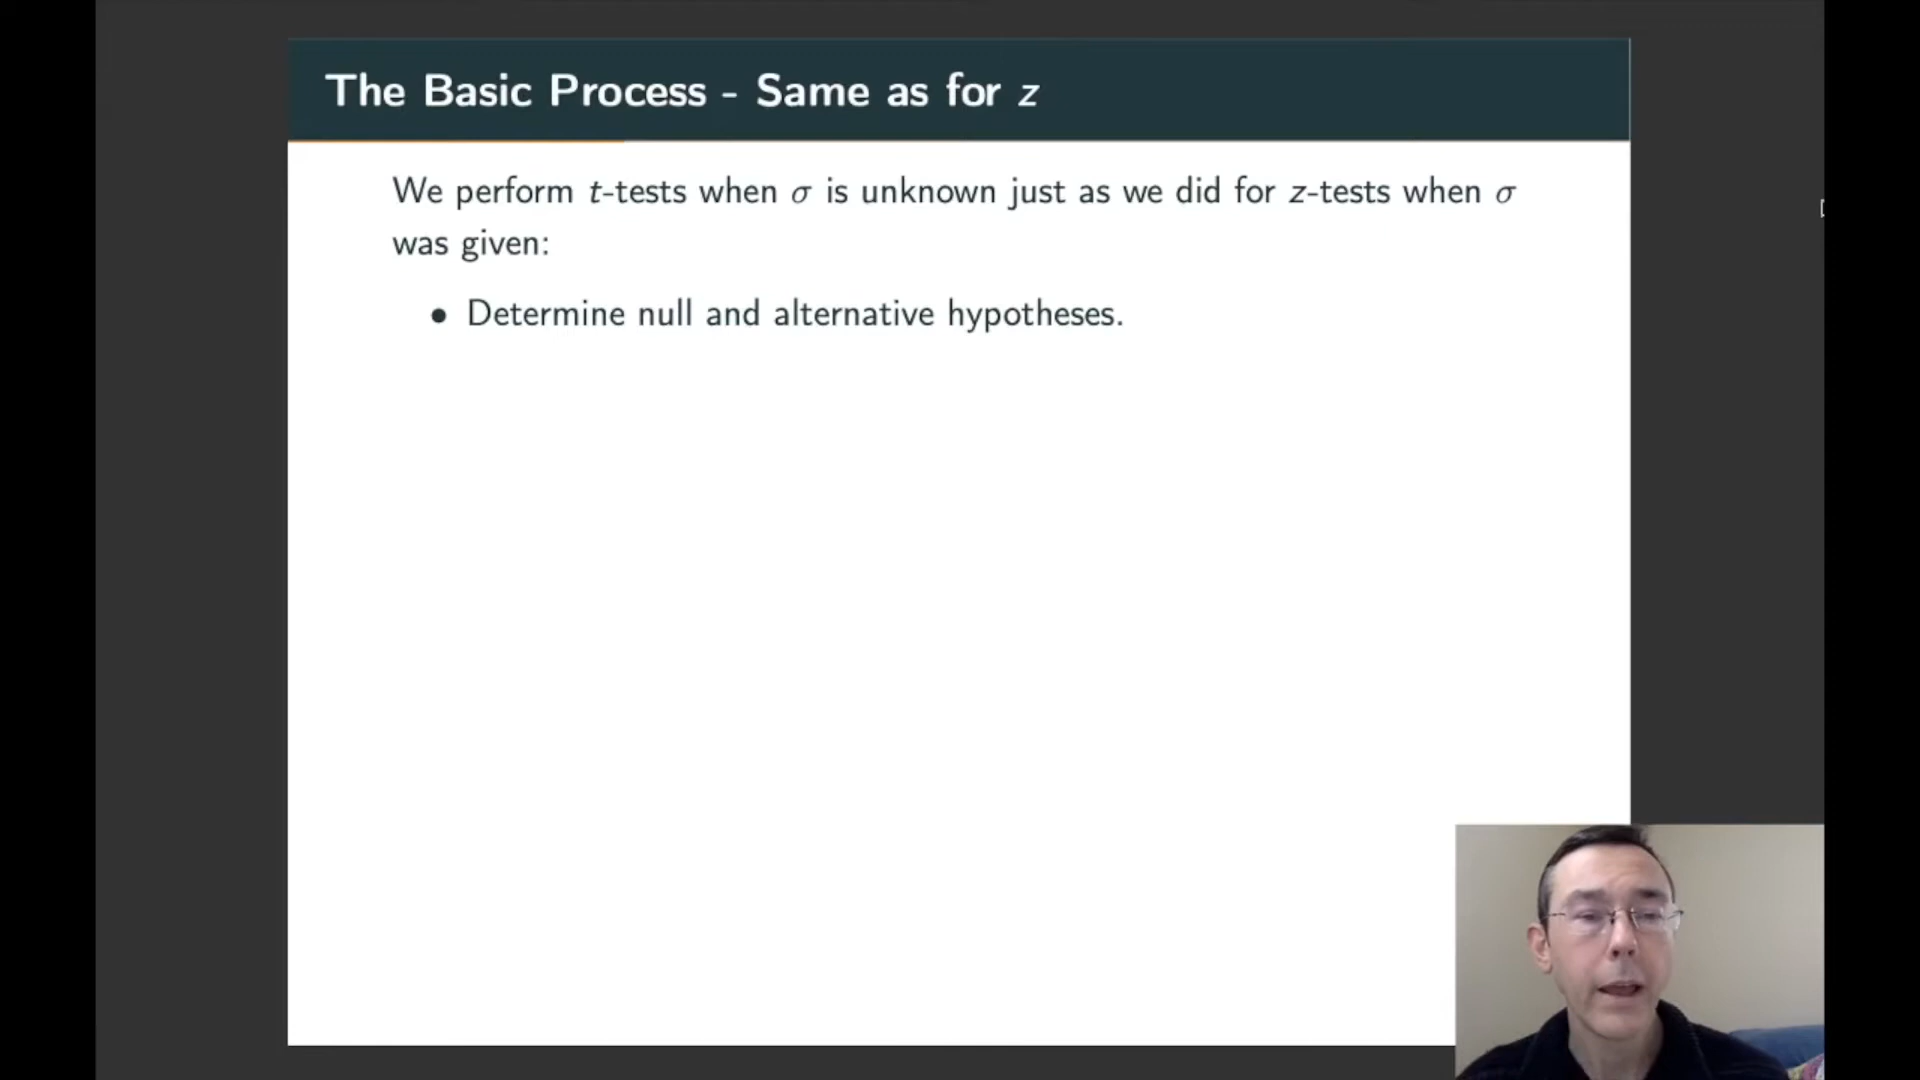 The Basic Process - Same as for z
We perform t-tests when σ is unknown just as we did for z-tests when σ
was given:
• Determine null and alternative hypotheses.